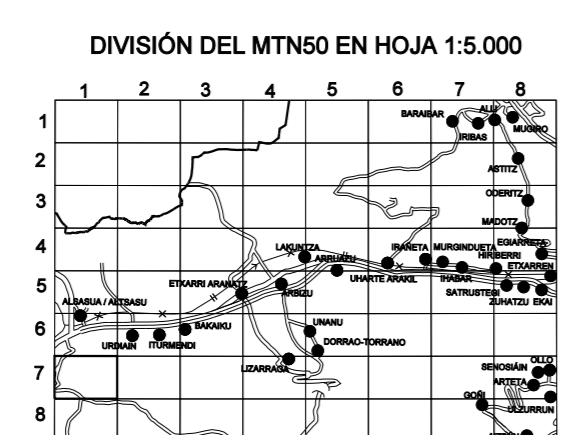 DIVISIÓN DEL MTN50 EN HOJA 1:5.000
1 2 3 4 5 6 7 8
1
BARAIBAR
ALLI
IRIBAS
MUGIRO
2
ASTITZ
3
ODERITZ
MADOTZ
4
LAKUNTZA
ARRUAZU
IRAÑETA
MURGINDUETA
EGIARRETA
HIRIBERRI
ETXARREN
UHARTE ARAKIL
IHABAR
5
ETXARRI ARANATZ
ARBIZU
SATRUSTEGI
ZUHATZU
EKAI
ALSASUA / ALTSASU
6
URDIAIN
ITURMENDI
BAKAIKU
UNANU
DORRAO-TORRANO
7
LIZARRAGA
OLLO
SENOSIÁIN
ARTETA
8
GOÑI
ULZURRUN